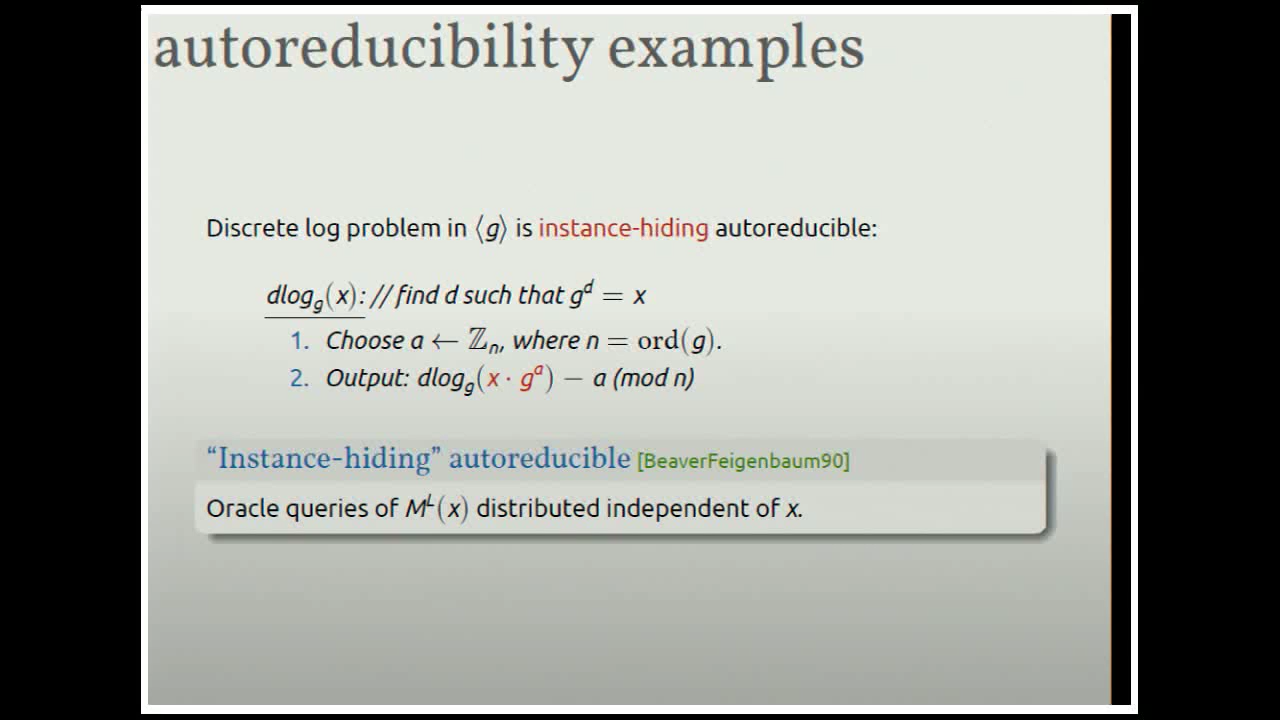 autoreducibility examples
Discrete log problem in ⟨g⟩ is instance-hiding autoreducible:
dlog_g(x): // find d such that g^d = x
1. Choose a ← ℤ_n, where n = ord(g).
2. Output: dlog_g(x · g^a) − a (mod n)
“Instance-hiding” autoreducible [BeaverFeigenbaum90]
Oracle queries of M^L(x) distributed independent of x.